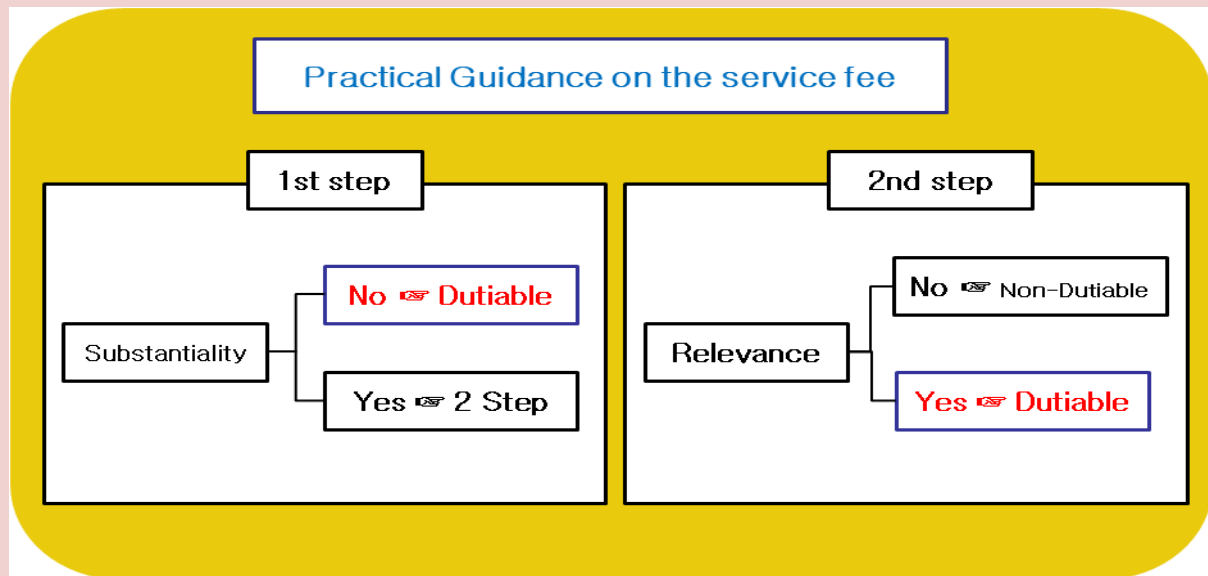 Practical Guidance on the service fee
1st step
Substantiality
No ☞ Dutiable
Yes ☞ 2 Step
2nd step
Relevance
No ☞ Non-Dutiable
Yes ☞ Dutiable